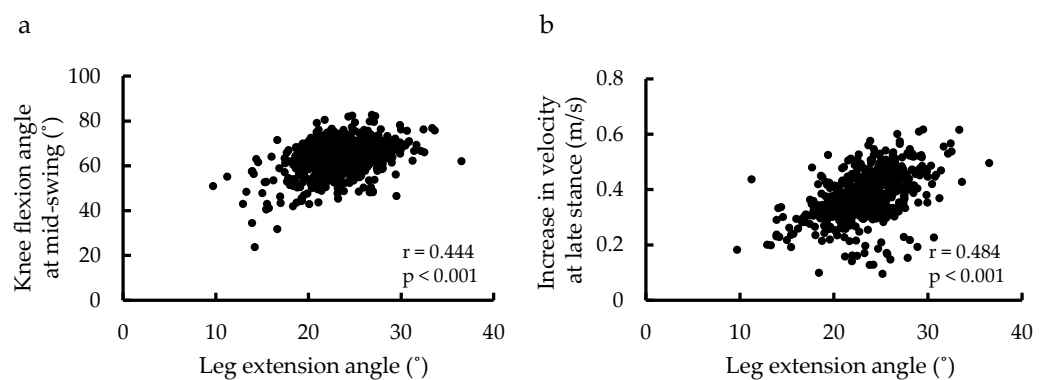 a
100
80
60
40
20
0
Knee flexion angle
at mid-swing (˚)
r = 0.444
p < 0.001
0 10 20 30 40
Leg extension angle (˚)
b
0.8
0.6
0.4
0.2
0
Increase in velocity
at late stance (m/s)
r = 0.484
p < 0.001
0 10 20 30 40
Leg extension angle (˚)